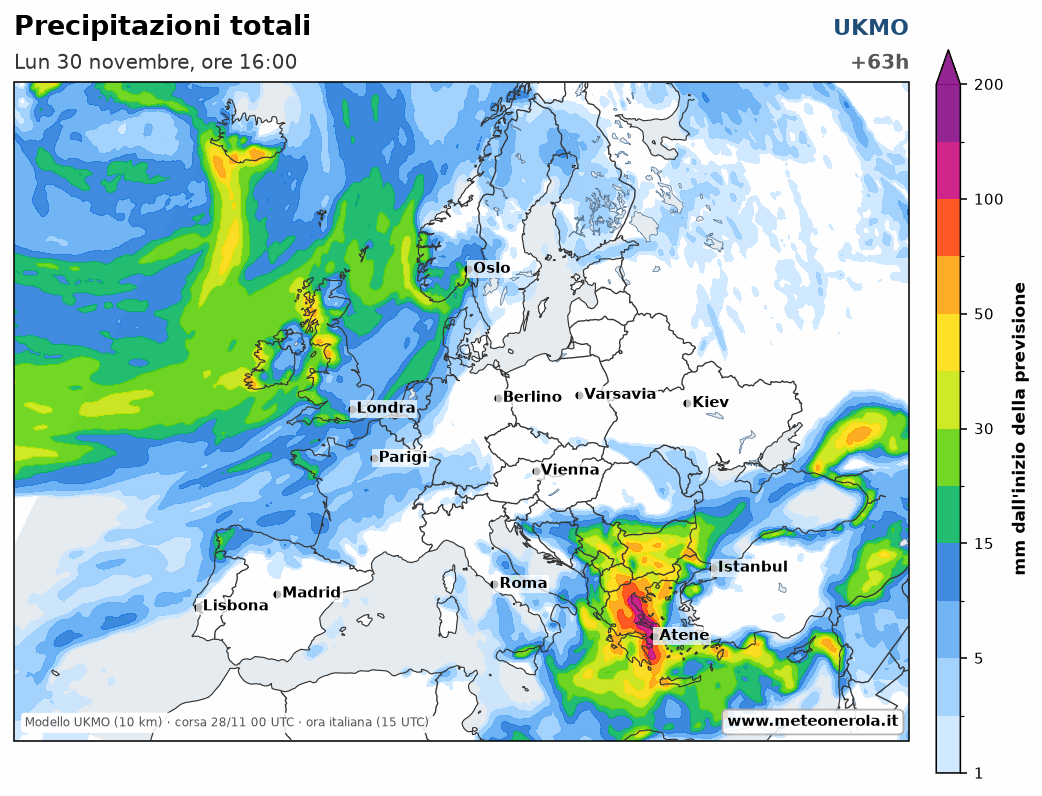 Precipitazioni totali
UKMO
Lun 30 novembre, ore 16:00
+63h
200
100
50
30
15
5
1
mm dall'inizio della previsione
Oslo
Berlino
Varsavia
Kiev
Londra
Parigi
Vienna
Istanbul
Roma
Madrid
Lisbona
Atene
Modello UKMO (10 km) · corsa 28/11 00 UTC · ora italiana (15 UTC)
www.meteonerola.it